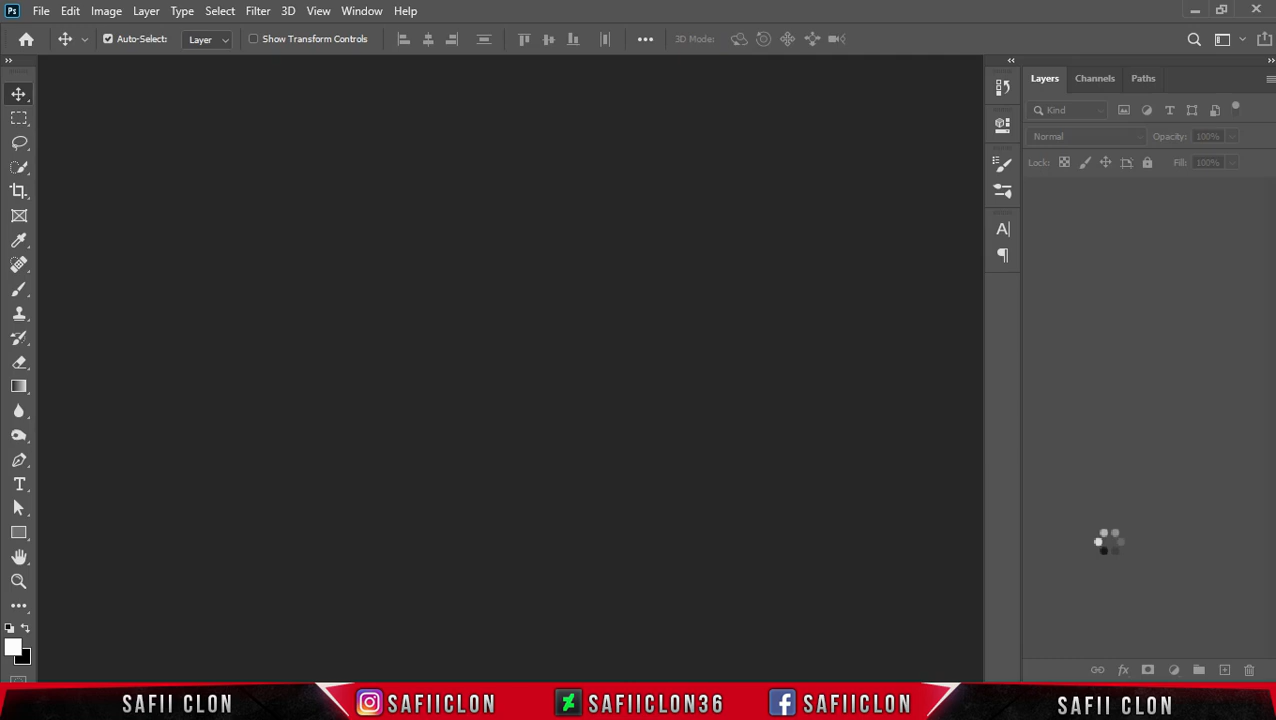 Ps File Edit Image Layer Type Select Filter 3D View Window Help
Auto-Select: Layer Show Transform Controls 3D Mode:
Layers Channels Paths
Kind
Normal Opacity: 100%
Lock: Fill: 100%
SAFII CLON SAFIICLON SAFIICLON36 SAFIICLON SAFII CLON